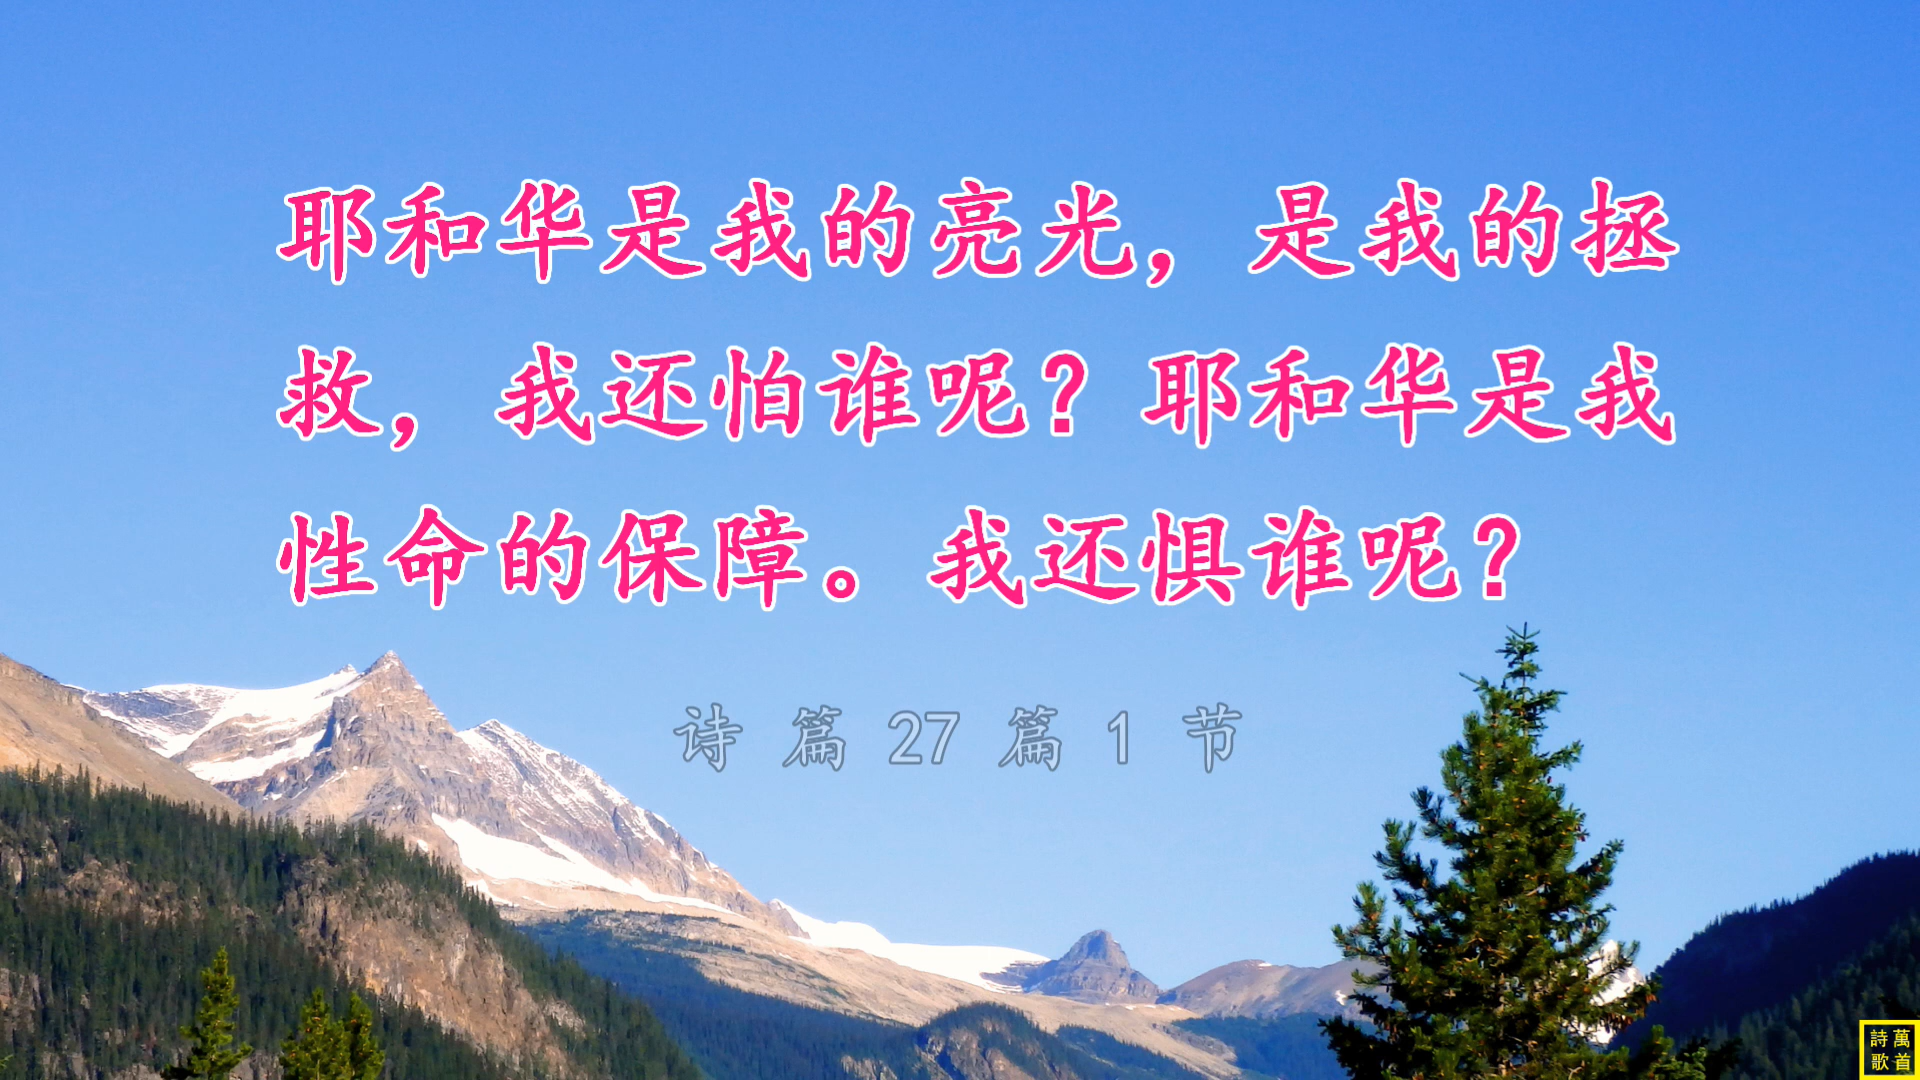 耶和华是我的亮光，是我的拯
救，我还怕谁呢？耶和华是我
性命的保障。我还惧谁呢？
诗篇27篇1节
萬首
詩歌